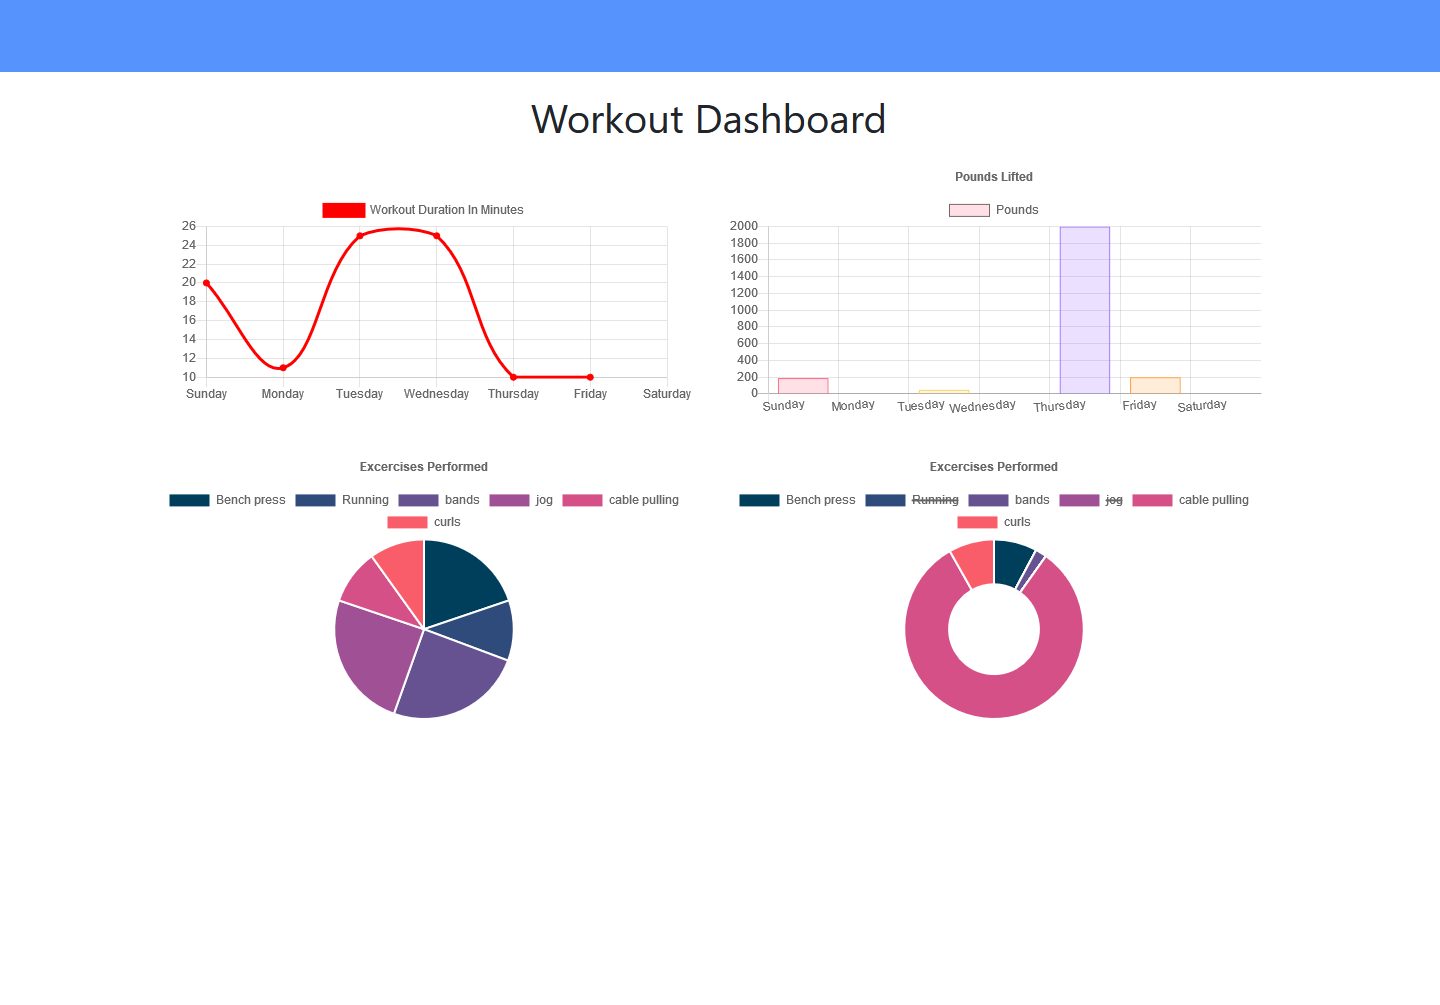 Workout Dashboard
Workout Duration In Minutes
26
24
22
20
18
16
14
12
10
Sunday Monday Tuesday Wednesday Thursday Friday Saturday
Pounds Lifted
Pounds
2000
1800
1600
1400
1200
1000
800
600
400
200
0
Sunday Monday Tuesday Wednesday Thursday Friday Saturday
Excercises Performed
Bench press Running bands jog cable pulling
curls
Excercises Performed
Bench press Running bands jog cable pulling
curls